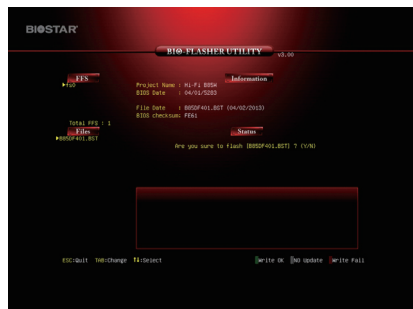 BIOSTAR
BIO-FLASHER UTILITY v3.00
FFS
fs0
Information
Project Name : Hi-Fi B85W
BIOS Date : 04/01/5283
File Date : B85DF401.BST (04/02/2013)
BIOS checksum: FE61
Total FFS : 1
Files
B85DF401.BST
Status
Are you sure to flash [B85DF401.BST] ? (Y/N)
ESC:Quit TAB:Change ↑↓:Select
Write OK NO Update Write Fail